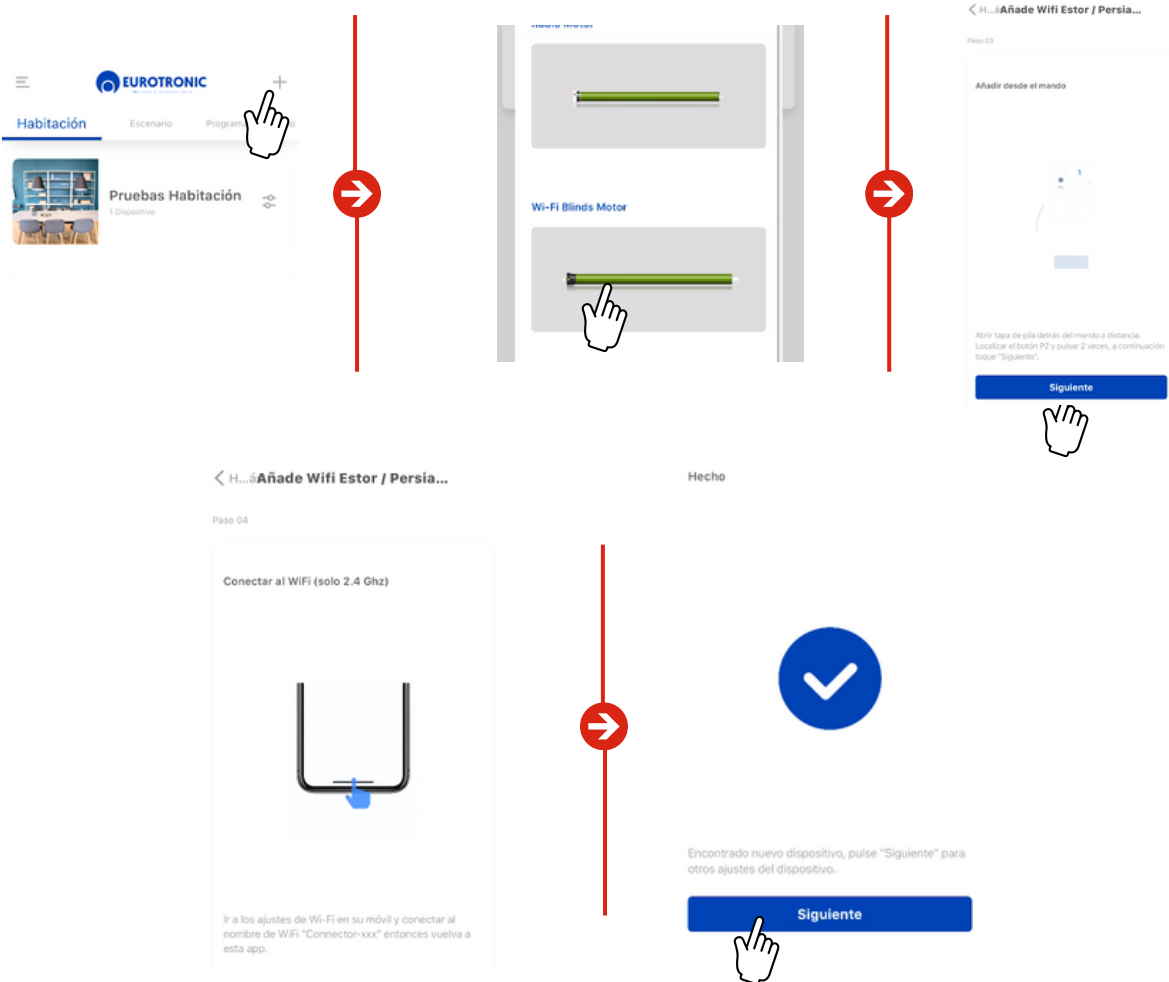 EUROTRONIC
Habitación
Escenario
Pruebas Habitación
1 Dispositivo
Radio Motor
Wi-Fi Blinds Motor
H...áAñade Wifi Estor / Persia...
Paso 03
Añadir desde el mando
1
Abrir tapa de pila detrás del mando a distancia.
Localizar el botón P2 y pulsar 2 veces, a continuación
toque "Siguiente".
Siguiente
H...áAñade Wifi Estor / Persia...
Paso 04
Conectar al WiFi (solo 2.4 Ghz)
Ir a los ajustes de Wi-Fi en su móvil y conectar al
nombre de WiFi "Connector-xxx" entonces vuelva a
esta app.
Hecho
Encontrado nuevo dispositivo, pulse "Siguiente" para
otros ajustes del dispositivo.
Siguiente